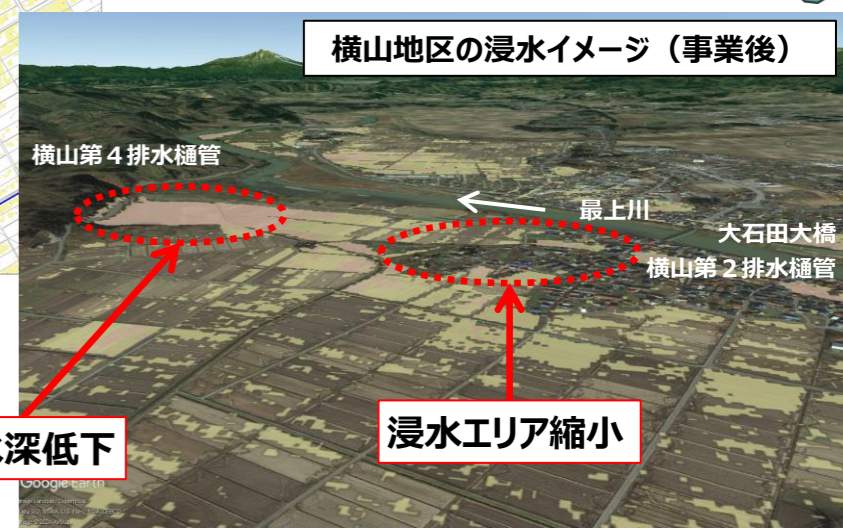 横山地区の浸水イメージ（事業後）
横山第４排水樋管
最上川
大石田大橋
横山第２排水樋管
深低下
浸水エリア縮小
Google Earth